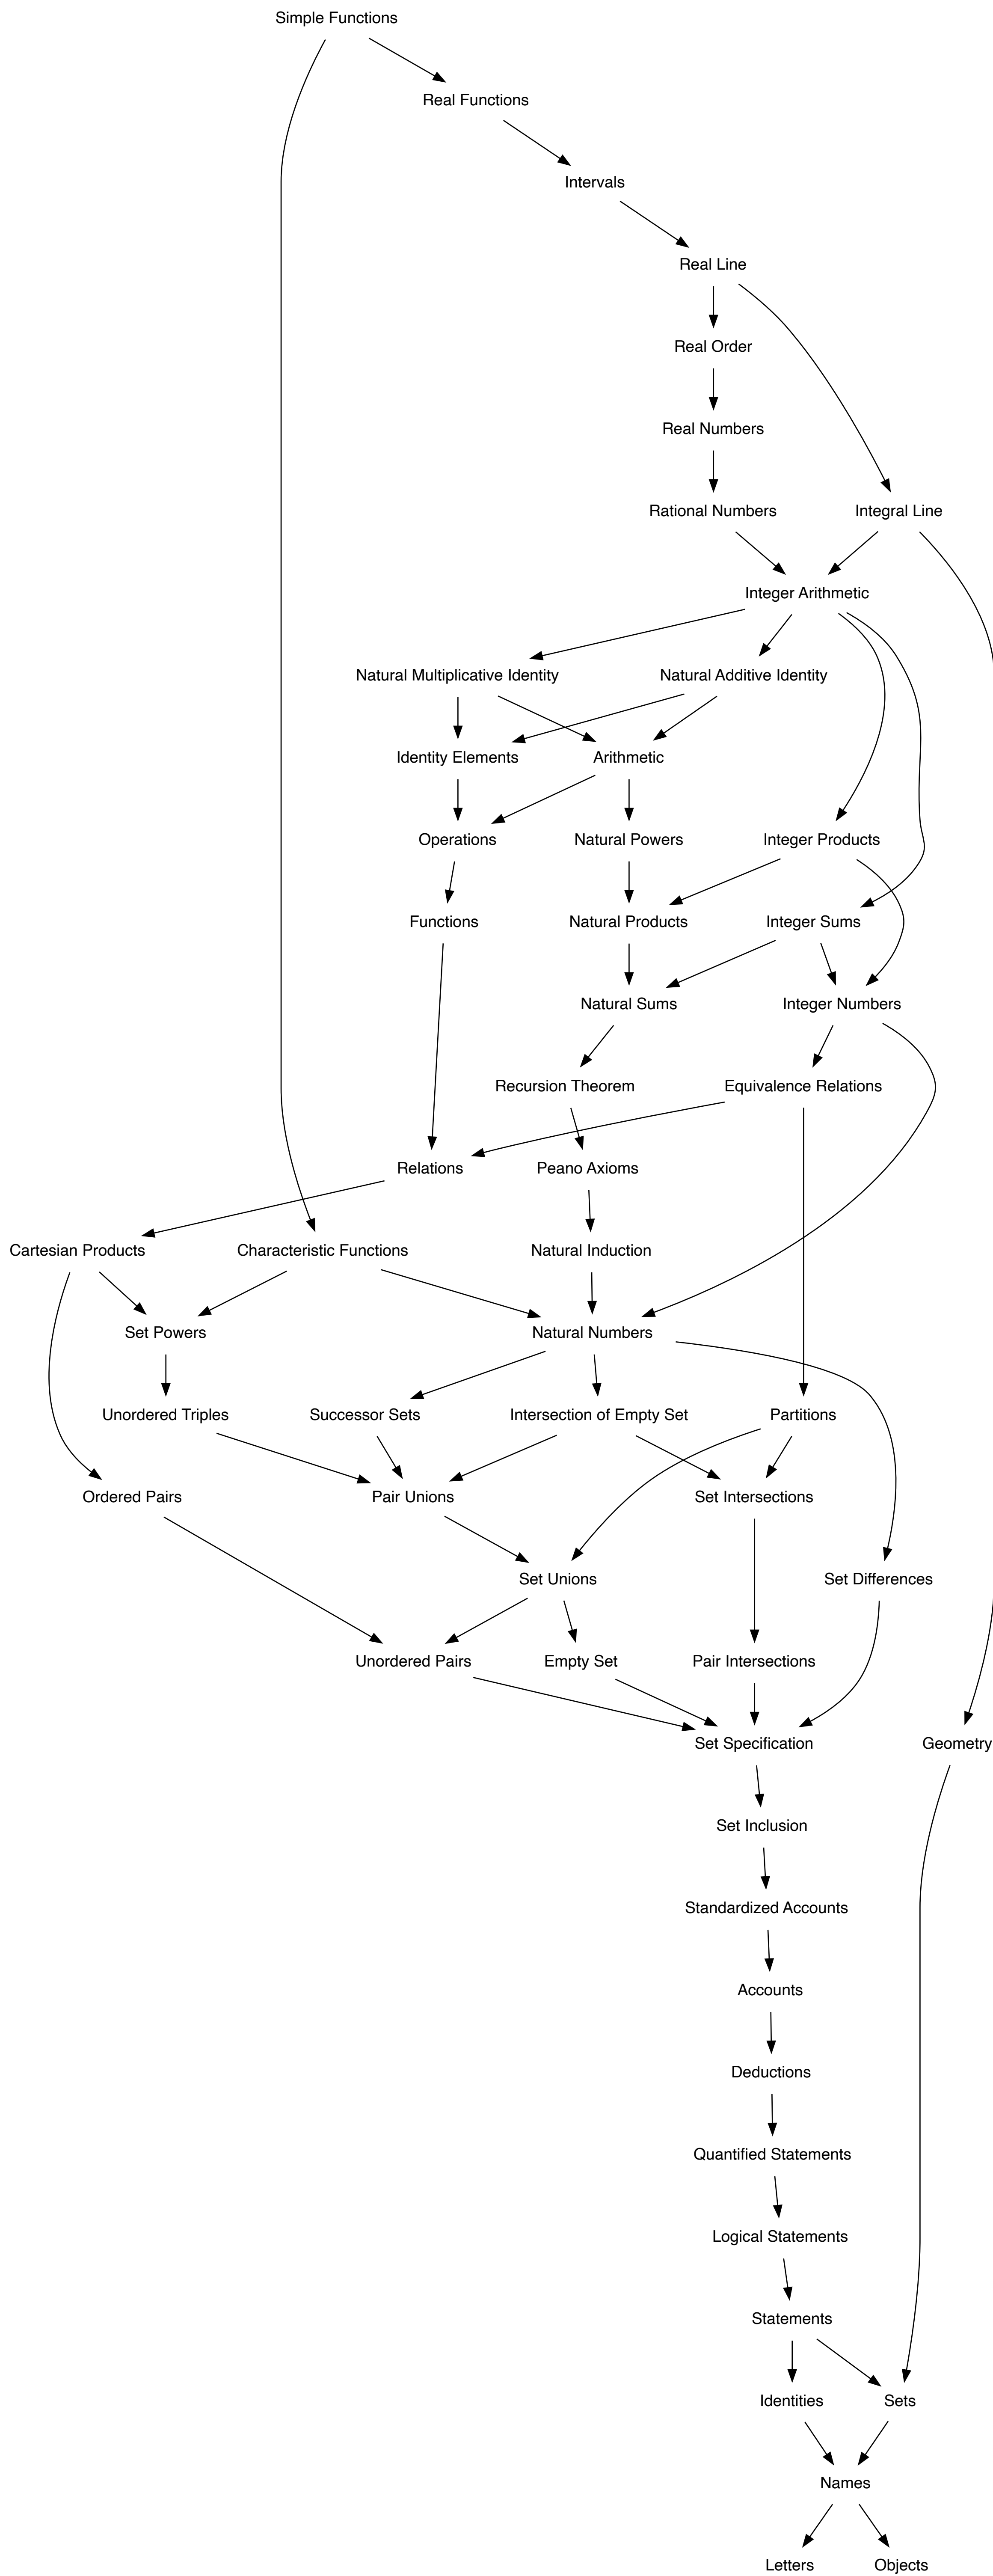 Simple Functions
Real Functions
Intervals
Real Line
Real Order
Real Numbers
Rational Numbers
Integral Line
Integer Arithmetic
Natural Multiplicative Identity
Natural Additive Identity
Identity Elements
Arithmetic
Operations
Natural Powers
Integer Products
Functions
Natural Products
Integer Sums
Natural Sums
Integer Numbers
Recursion Theorem
Equivalence Relations
Relations
Peano Axioms
Cartesian Products
Characteristic Functions
Natural Induction
Set Powers
Natural Numbers
Unordered Triples
Successor Sets
Intersection of Empty Set
Partitions
Ordered Pairs
Pair Unions
Set Intersections
Set Unions
Set Differences
Unordered Pairs
Empty Set
Pair Intersections
Set Specification
Geometry
Set Inclusion
Standardized Accounts
Accounts
Deductions
Quantified Statements
Logical Statements
Statements
Identities
Sets
Names
Letters
Objects